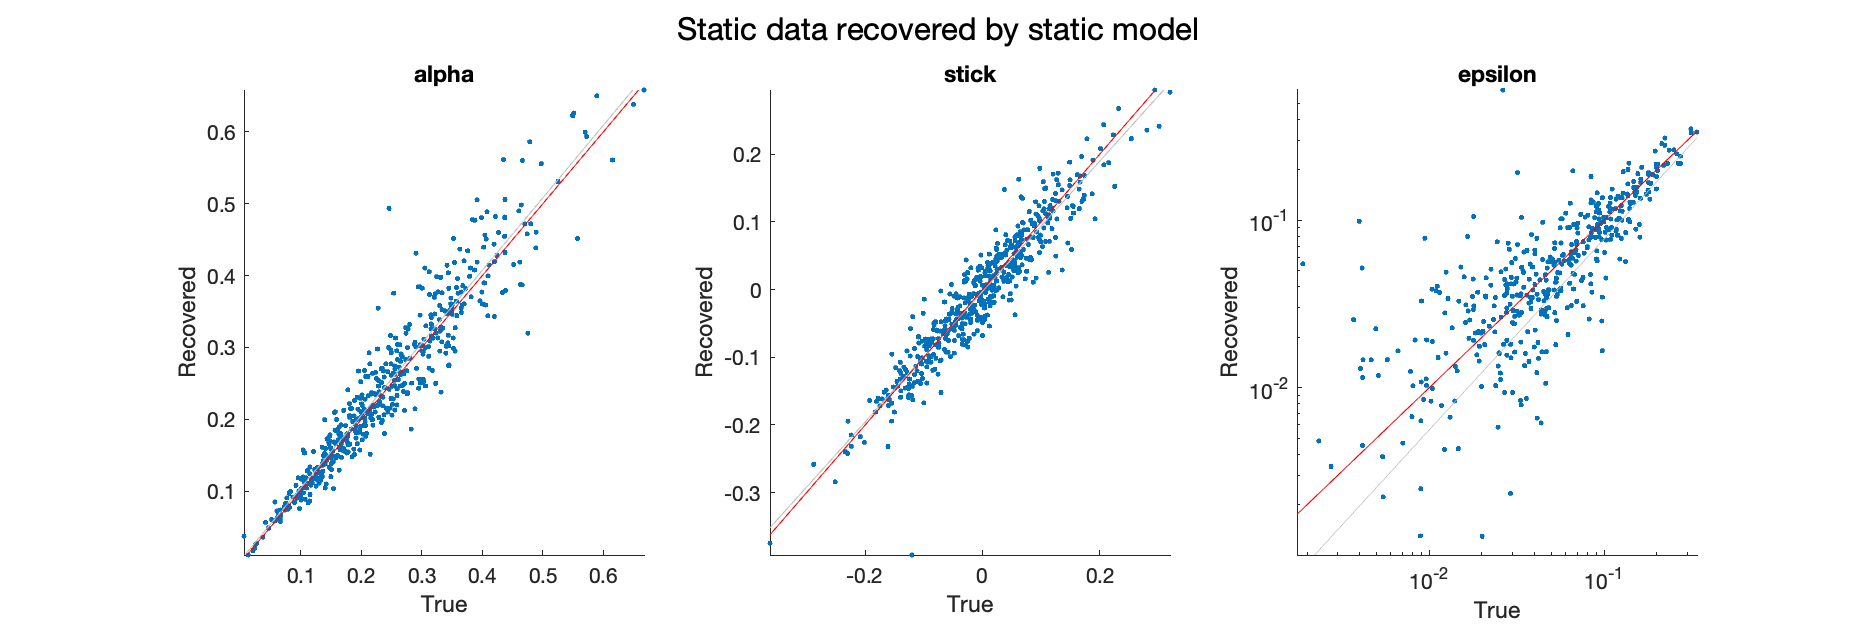 Static data recovered by static model
alpha
stick
epsilon
Recovered
0.6
0.5
0.4
0.3
0.2
0.1
0.1 0.2 0.3 0.4 0.5 0.6
True
Recovered
0.2
0.1
0
-0.1
-0.2
-0.3
-0.2 0 0.2
True
Recovered
10^-1
10^-2
10^-2 10^-1
True